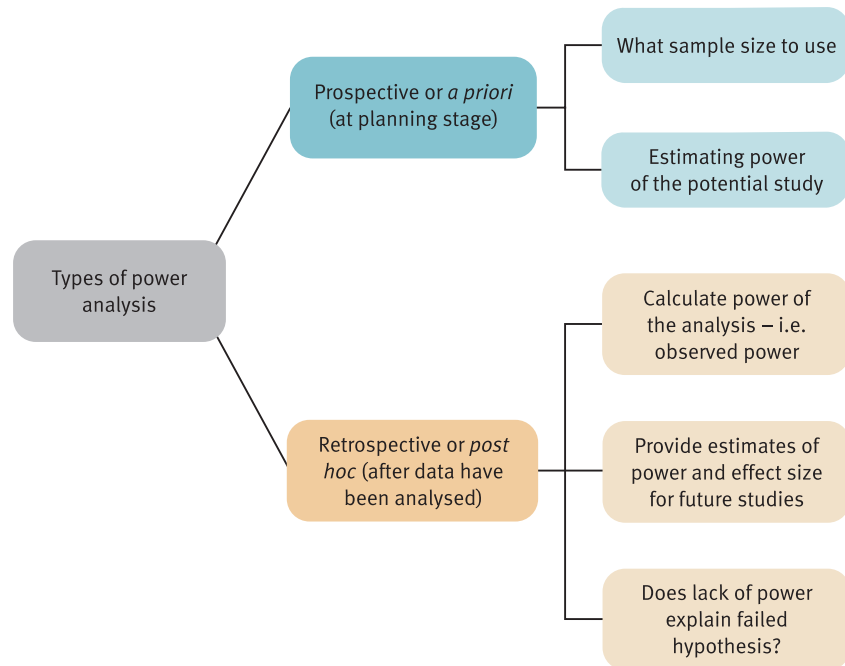 Types of power
analysis
Prospective or a priori
(at planning stage)
What sample size to use
Estimating power
of the potential study
Retrospective or post
hoc (after data have
been analysed)
Calculate power of
the analysis – i.e.
observed power
Provide estimates of
power and effect size
for future studies
Does lack of power
explain failed
hypothesis?